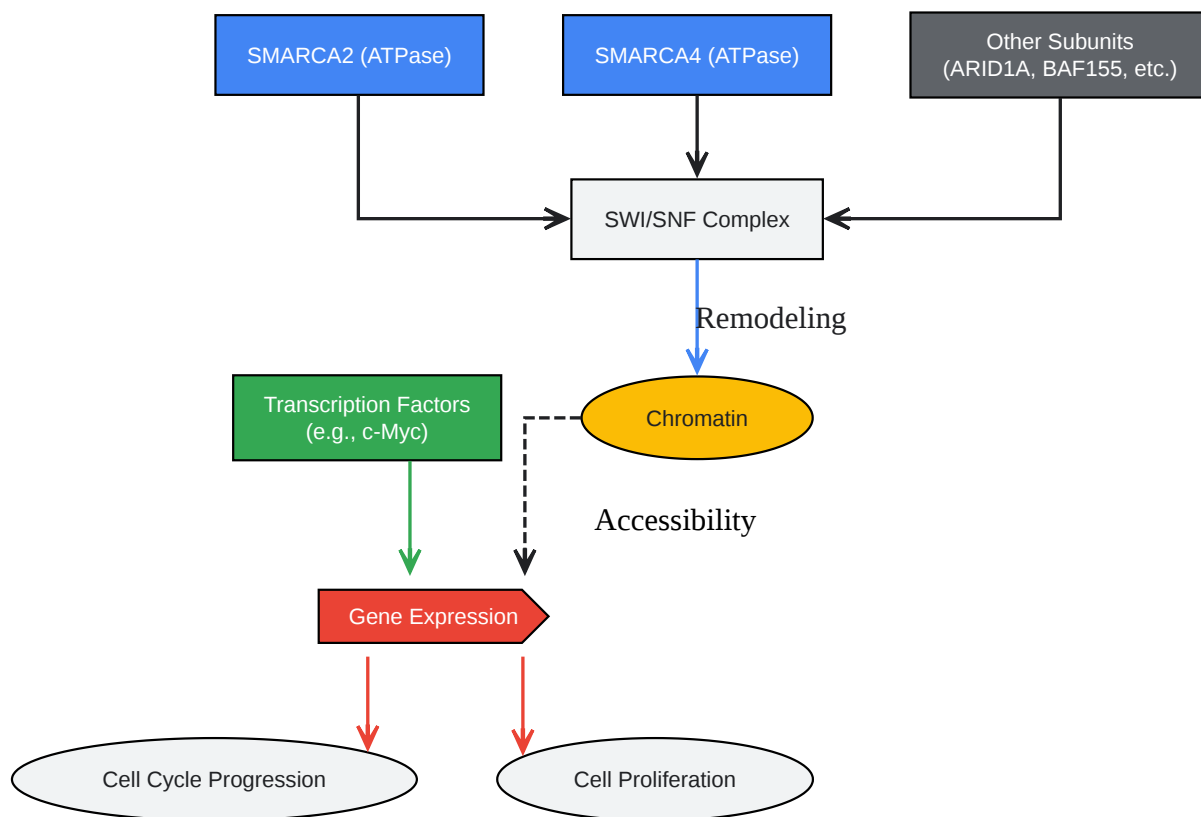 SMARCA2 (ATPase)
SMARCA4 (ATPase)
Other Subunits
(ARID1A, BAF155, etc.)
SWI/SNF Complex
Remodeling
Transcription Factors
(e.g., c-Myc)
Chromatin
Accessibility
Gene Expression
Cell Cycle Progression
Cell Proliferation